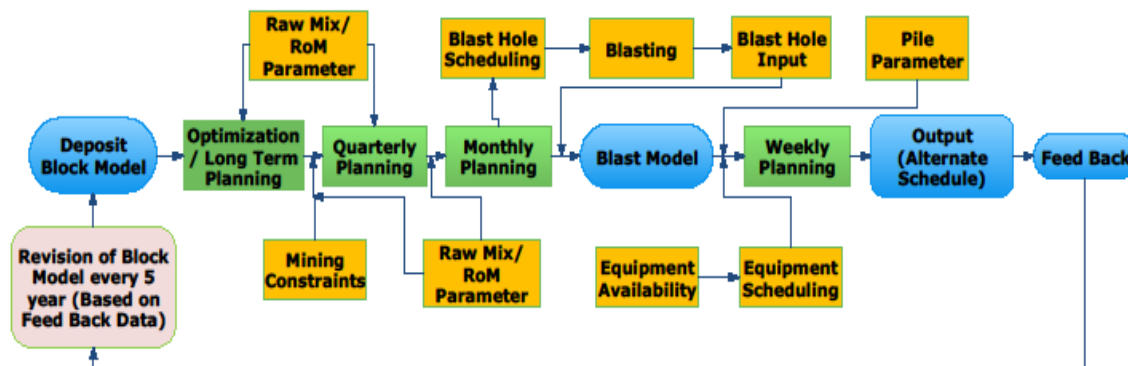 Raw Mix/
RoM
Parameter
Blast Hole
Scheduling
Blasting
Blast Hole
Input
Pile
Parameter
Deposit
Block Model
Optimization
/ Long Term
Planning
Quarterly
Planning
Monthly
Planning
Blast Model
Weekly
Planning
Output
(Alternate
Schedule)
Feed Back
Revision of Block
Model every 5
year (Based on
Feed Back Data)
Mining
Constraints
Raw Mix/
RoM
Parameter
Equipment
Availability
Equipment
Scheduling